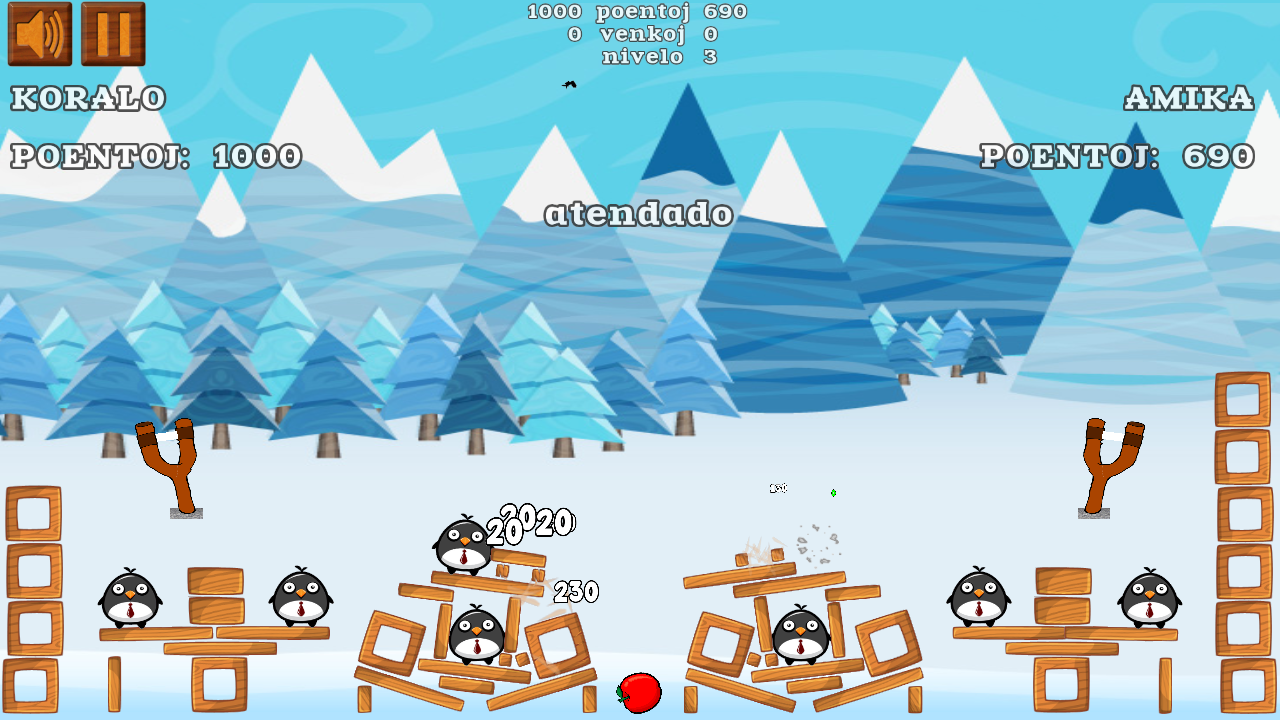 1000 poentoj 690
0 venkoj 0
nivelo 3
KORALO
AMIKA
POENTOJ: 1000
POENTOJ: 690
atendado
20
20
20
230